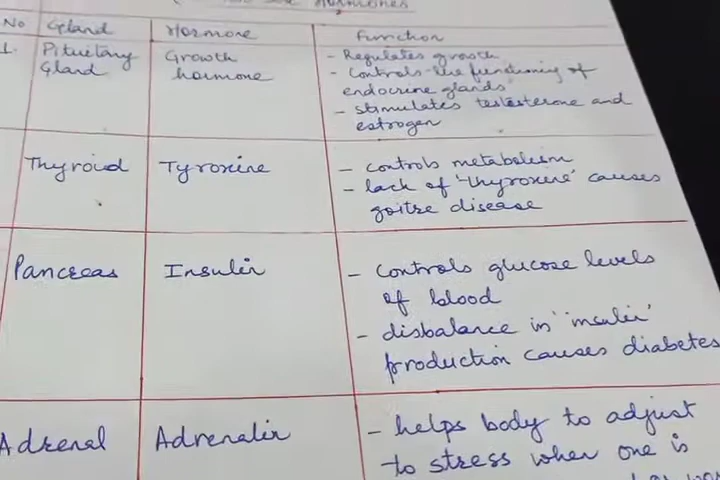 Hormones
No Gland Hormone Function
1. Pituitary Growth - Regulates growth
Gland hormone - Controls the functioning of
endocrine glands
- Stimulates testesterone and
estrogen
Thyroid Tyroxine - controls metabolism
- lack of 'thyroxine' causes
goitre disease
Pancreas Insulin - Controls glucose levels
of blood
- disbalance in 'insulin'
production causes diabetes
Adrenal Adrenalin - helps body to adjust
to stress when one is